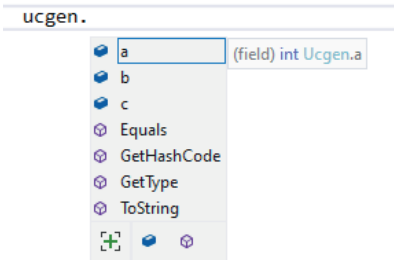 ucgen.
a
(field) int Ucgen.a
b
c
Equals
GetHashCode
GetType
ToString